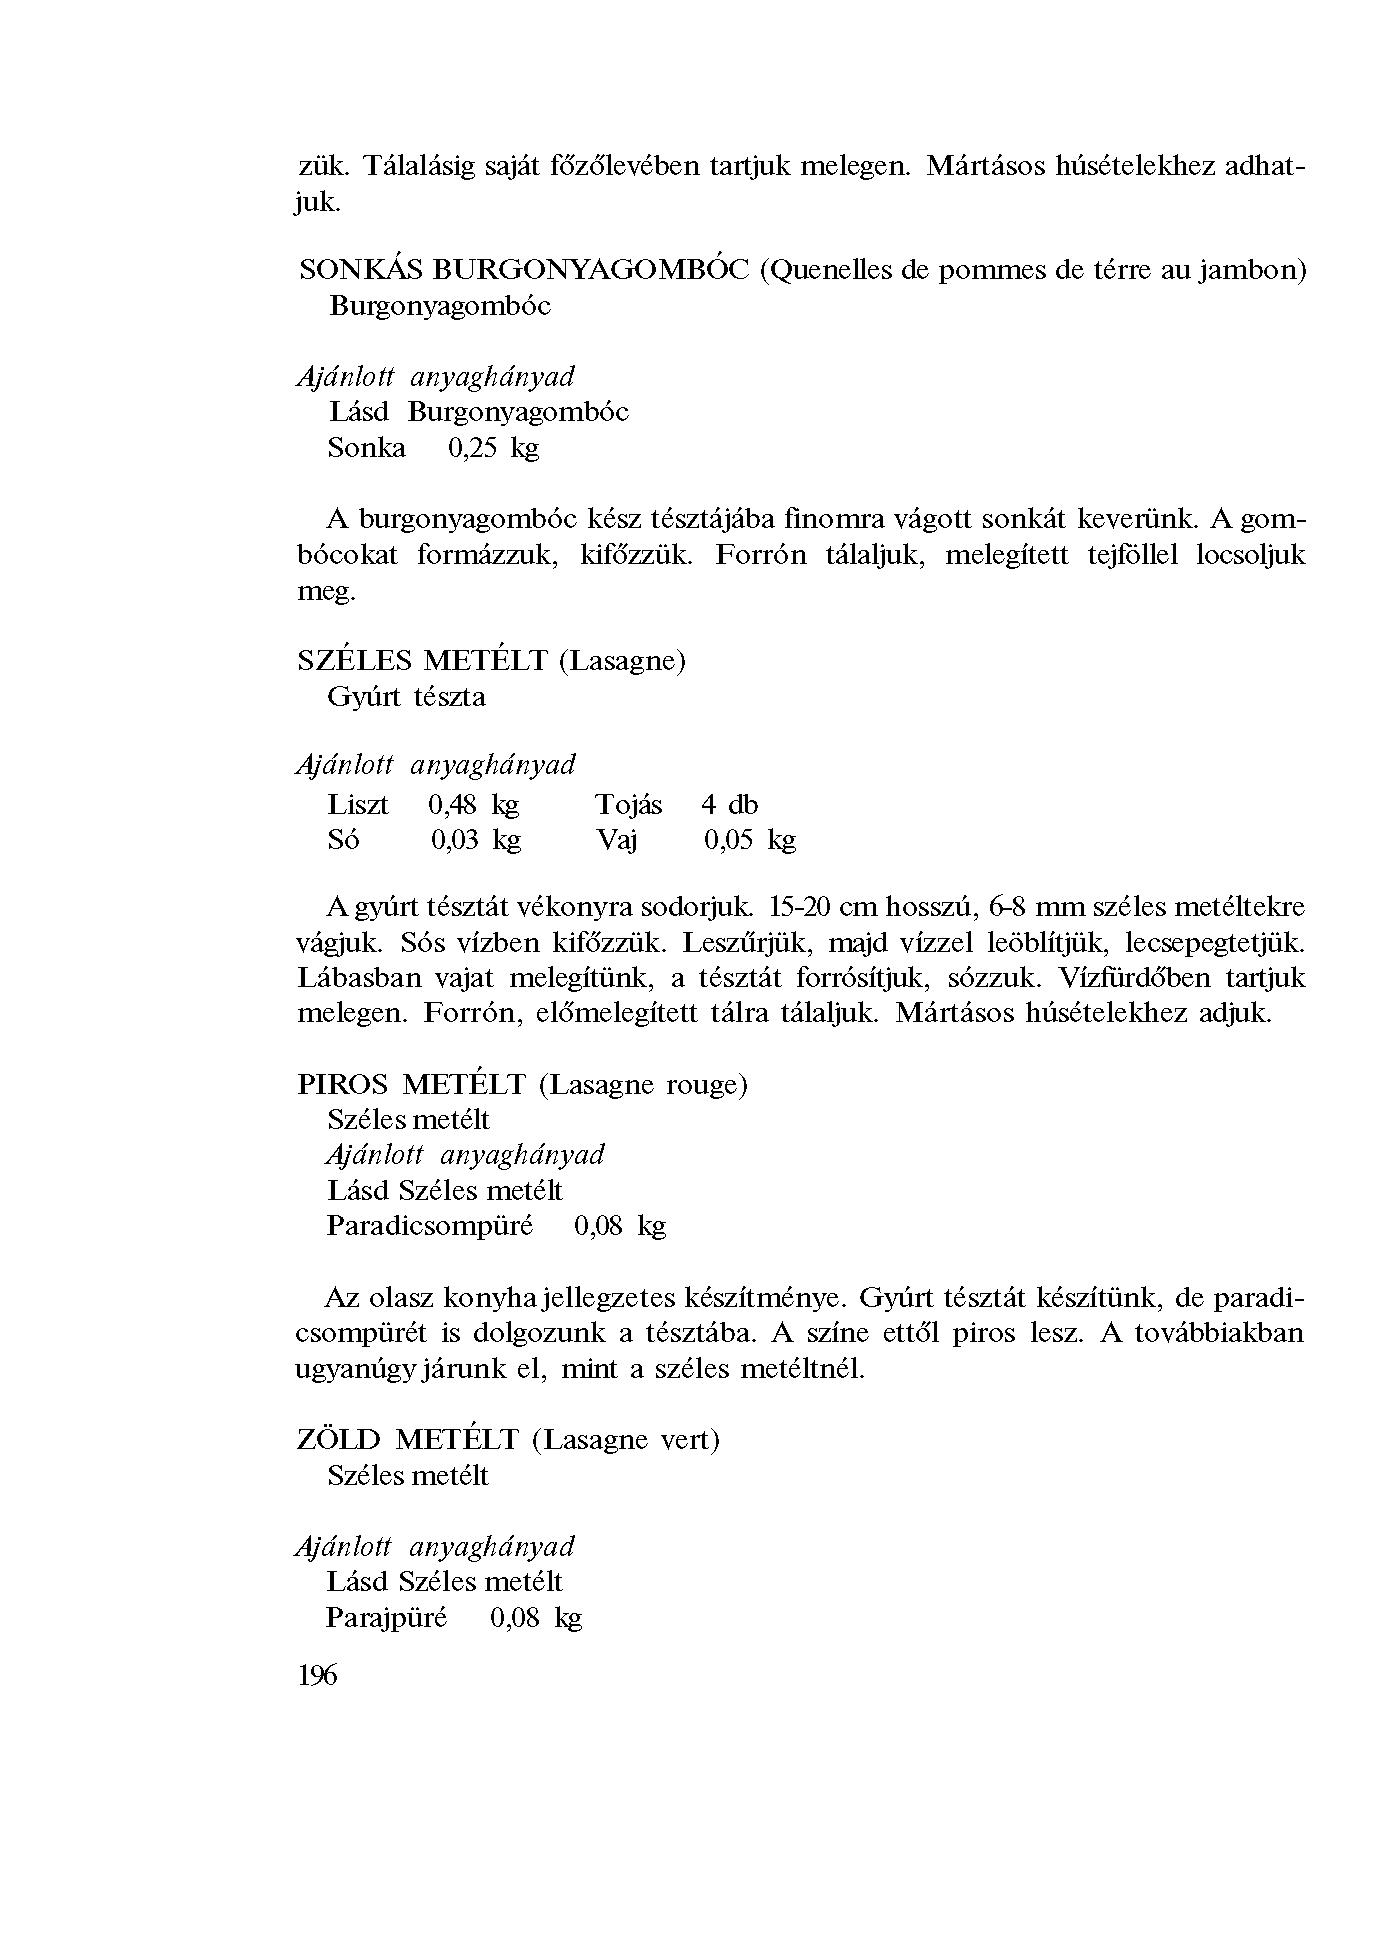 zük. Tálalásig saját főzőlevében tartjuk melegen. Mártásos húsételekhez adhat-
juk.
SONKÁS BURGONYAGOMBÓC (Quenelles de pommes de térre au jambon)
Burgonyagombóc
Ajánlott anyaghányad
Lásd Burgonyagombóc
Sonka 0,25 kg
A burgonyagombóc kész tésztájába finomra vágott sonkát keverünk. A gom-
bócokat formázzuk, kifőzzük. Forrón tálaljuk, melegített tejföllel locsoljuk
meg.
SZÉLES METÉLT (Lasagne)
Gyúrt tészta
Ajánlott anyaghányad
Liszt 0,48 kg Tojás 4 db
Só 0,03 kg Vaj 0,05 kg
A gyúrt tésztát vékonyra sodorjuk. 15-20 cm hosszú, 6-8 mm széles metéltekre
vágjuk. Sós vízben kifőzzük. Leszűrjük, majd vízzel leöblítjük, lecsepegtetjük.
Lábasban vajat melegítünk, a tésztát forrósítjuk, sózzuk. Vízfürdőben tartjuk
melegen. Forrón, előmelegített tálra tálaljuk. Mártásos húsételekhez adjuk.
PIROS METÉLT (Lasagne rouge)
Széles metélt
Ajánlott anyaghányad
Lásd Széles metélt
Paradicsompüré 0,08 kg
Az olasz konyha jellegzetes készítménye. Gyúrt tésztát készítünk, de paradi-
csompürét is dolgozunk a tésztába. A színe ettől piros lesz. A továbbiakban
ugyanúgy járunk el, mint a széles metéltnél.
ZÖLD METÉLT (Lasagne vert)
Széles metélt
Ajánlott anyaghányad
Lásd Széles metélt
Parajpüré 0,08 kg
196